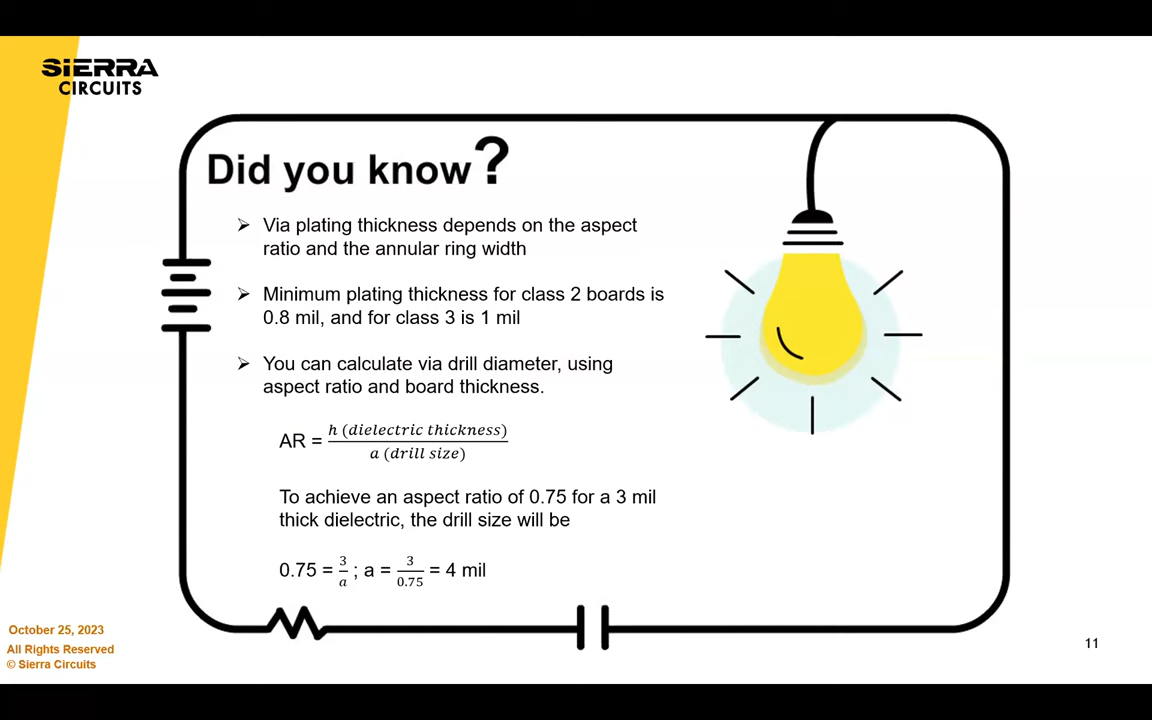 SIERRA
CIRCUITS
Did you know?
➢ Via plating thickness depends on the aspect
ratio and the annular ring width
➢ Minimum plating thickness for class 2 boards is
0.8 mil, and for class 3 is 1 mil
➢ You can calculate via drill diameter, using
aspect ratio and board thickness.
AR = h (dielectric thickness) / a (drill size)
To achieve an aspect ratio of 0.75 for a 3 mil
thick dielectric, the drill size will be
0.75 = 3/a ; a = 3/0.75 = 4 mil
October 25, 2023
All Rights Reserved
© Sierra Circuits
11